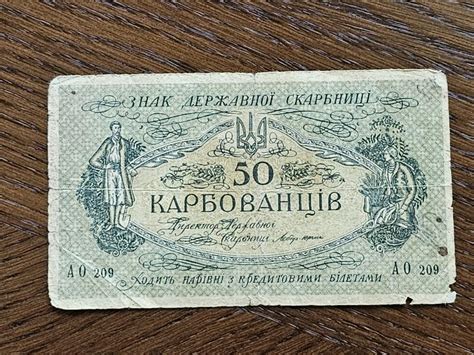 ЗНАК ДЕРЖАВНОЇ СКАРБНИЦІ
50
КАРБОВАНЦІВ
Директор Державної
Скарбниці
АО 209 АО 209
ХОДИТЬ НАРІВНІ З КРЕДИТОВИМИ БІЛЕТАМИ